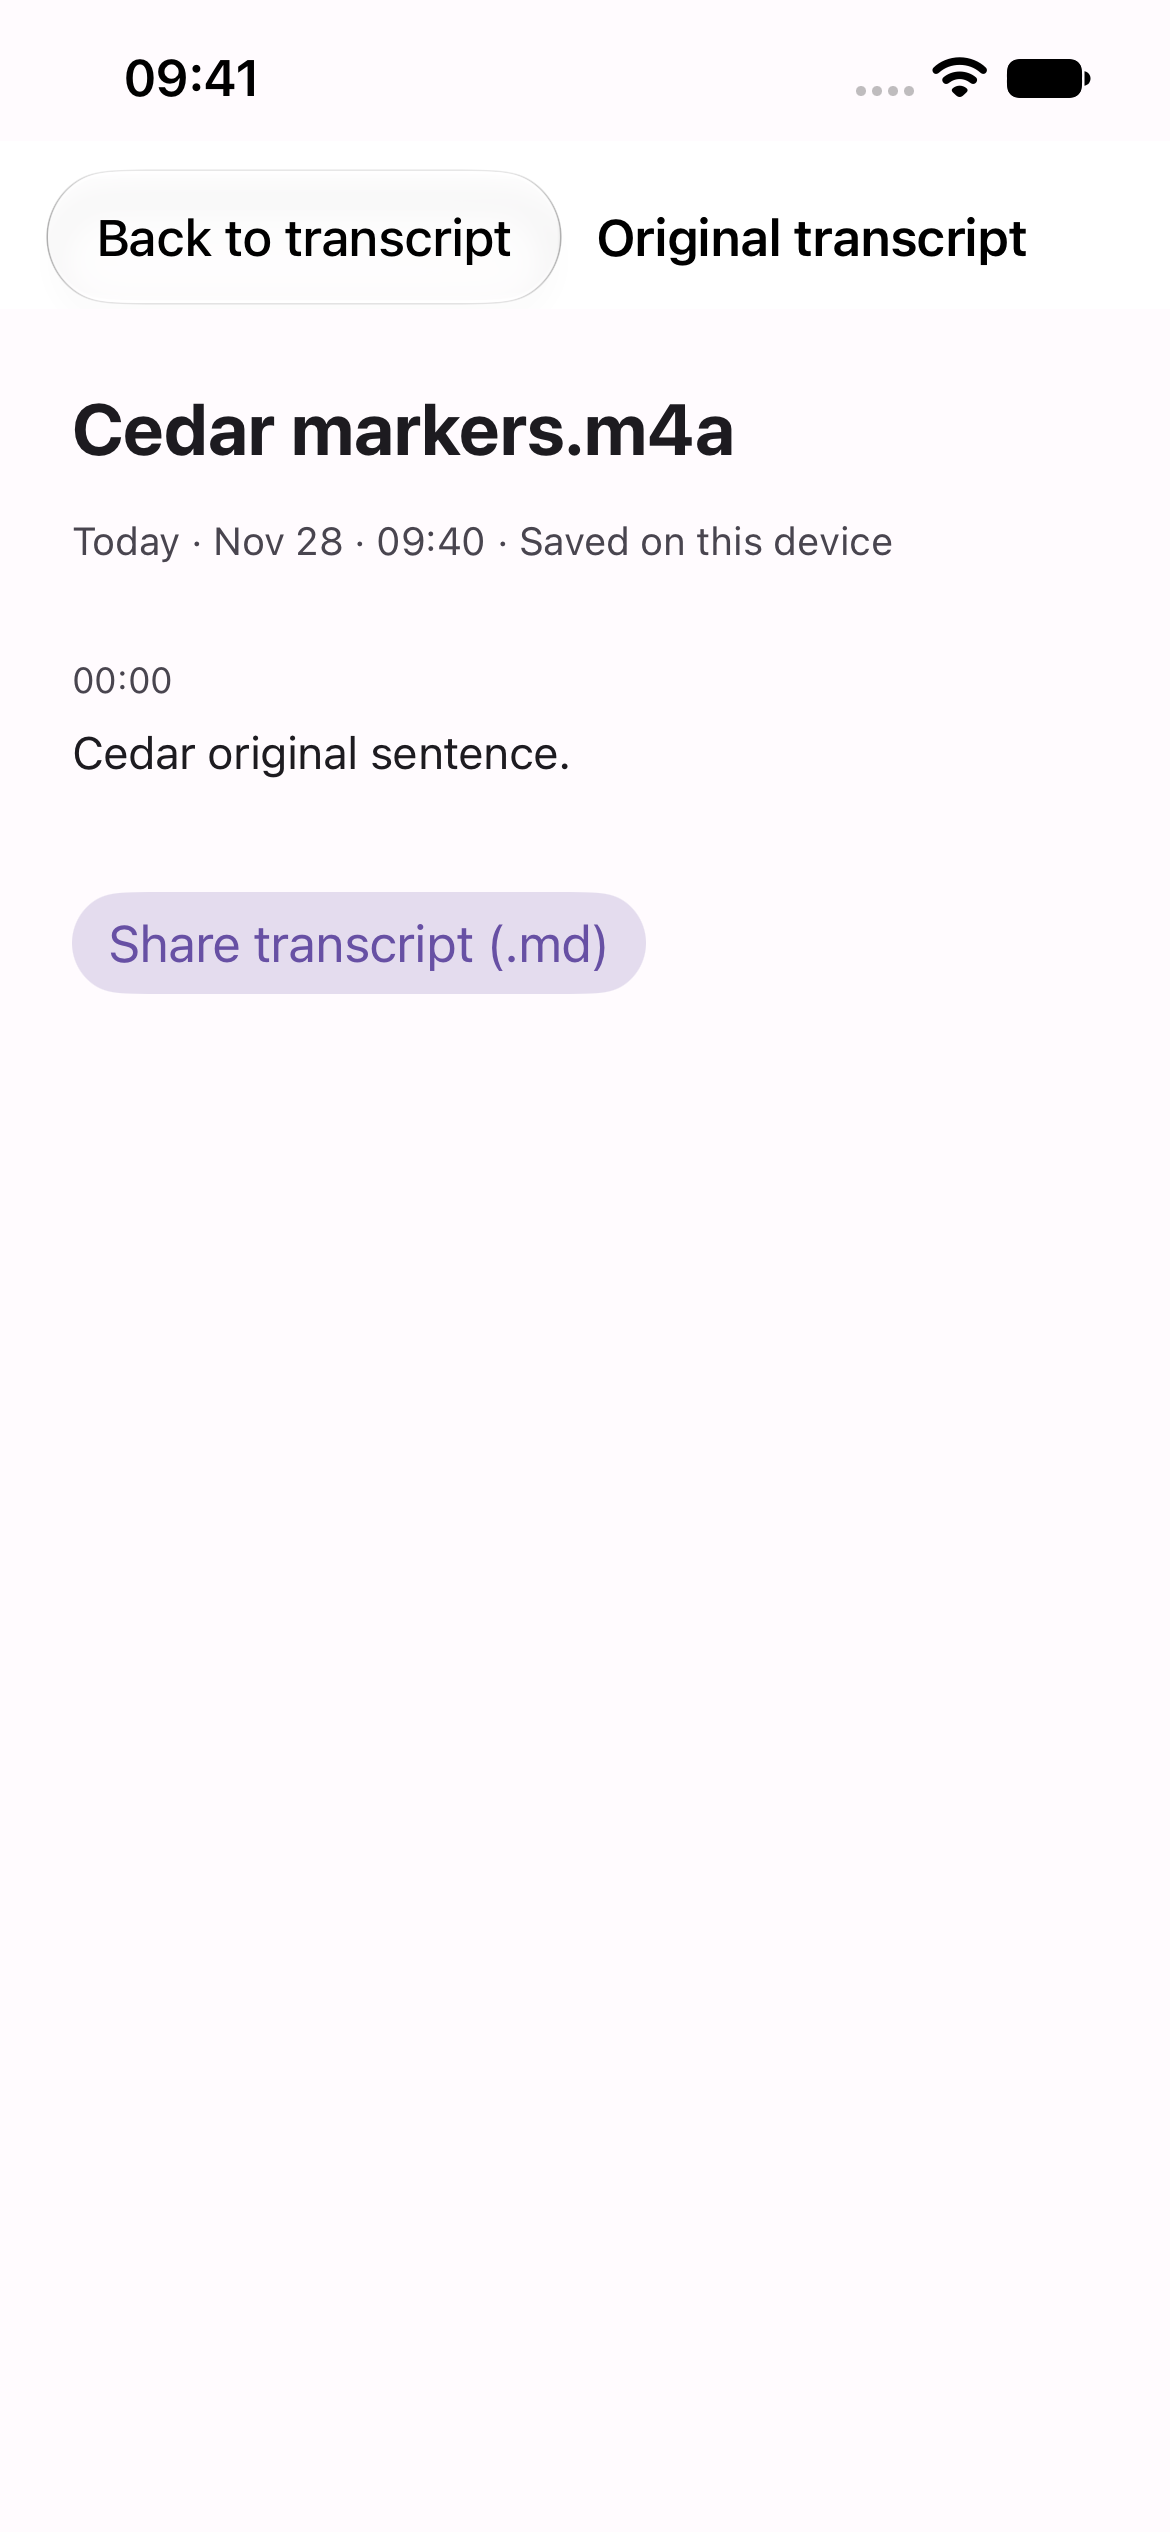 09:41
Back to transcript Original transcript
Cedar markers.m4a
Today · Nov 28 · 09:40 · Saved on this device
00:00
Cedar original sentence.
Share transcript (.md)